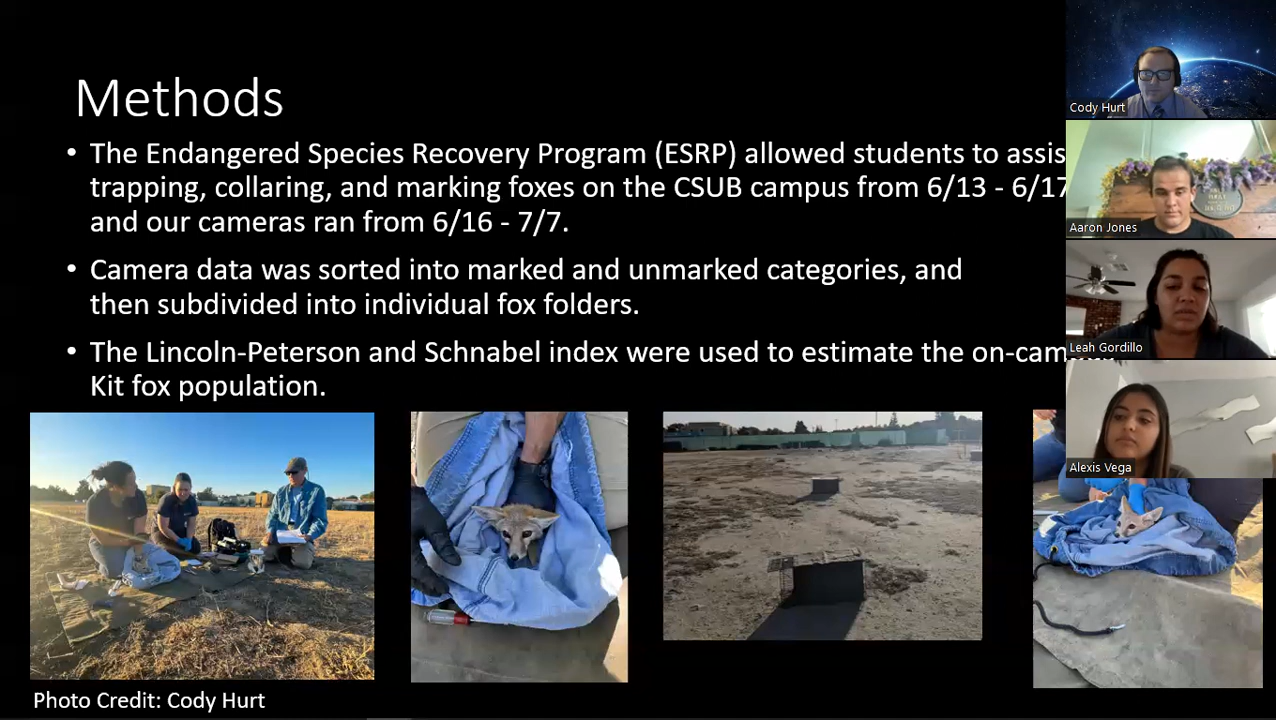 Methods
• The Endangered Species Recovery Program (ESRP) allowed students to assis
trapping, collaring, and marking foxes on the CSUB campus from 6/13 - 6/17
and our cameras ran from 6/16 - 7/7.
• Camera data was sorted into marked and unmarked categories, and
then subdivided into individual fox folders.
• The Lincoln-Peterson and Schnabel index were used to estimate the on-cam
Kit fox population.
Photo Credit: Cody Hurt
Cody Hurt
Aaron Jones
Leah Gordillo
Alexis Vega